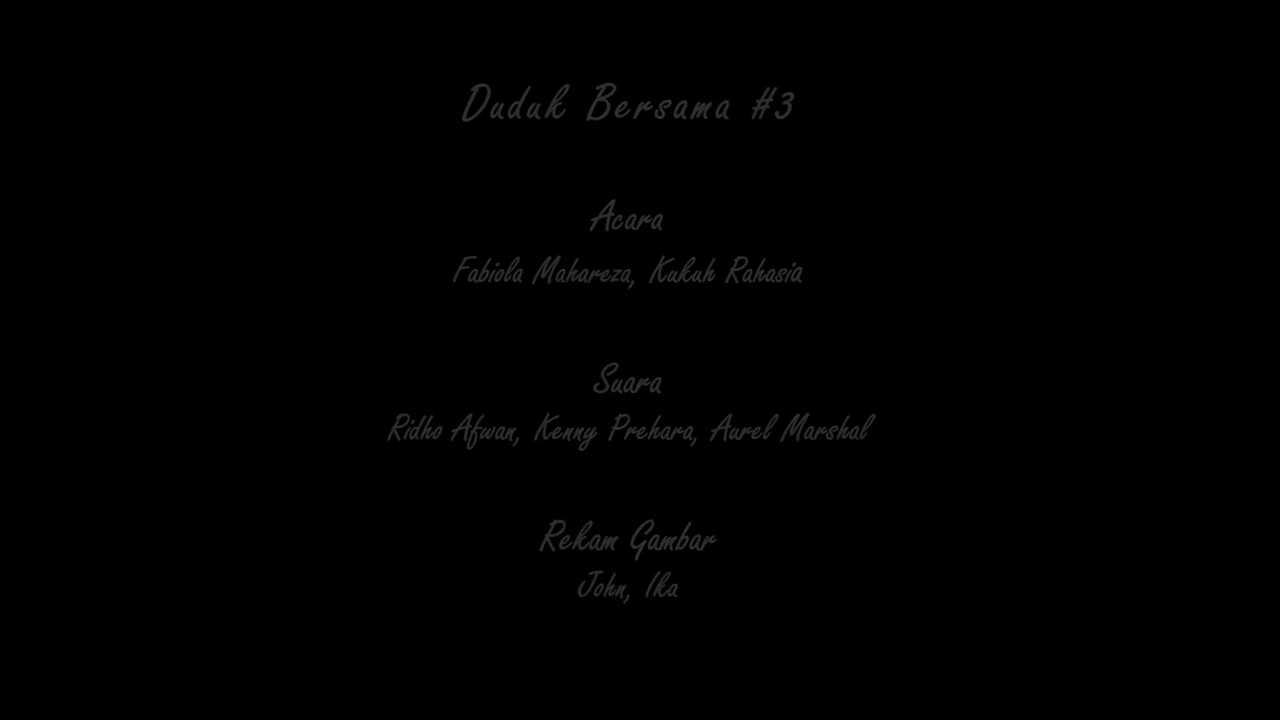 Duduk Bersama #3
Acara
Fabiola Mahareza, Kukuh Rahasia
Suara
Ridho Afwan, Kenny Prehara, Aurel Marshal
Rekam Gambar
John, Ika